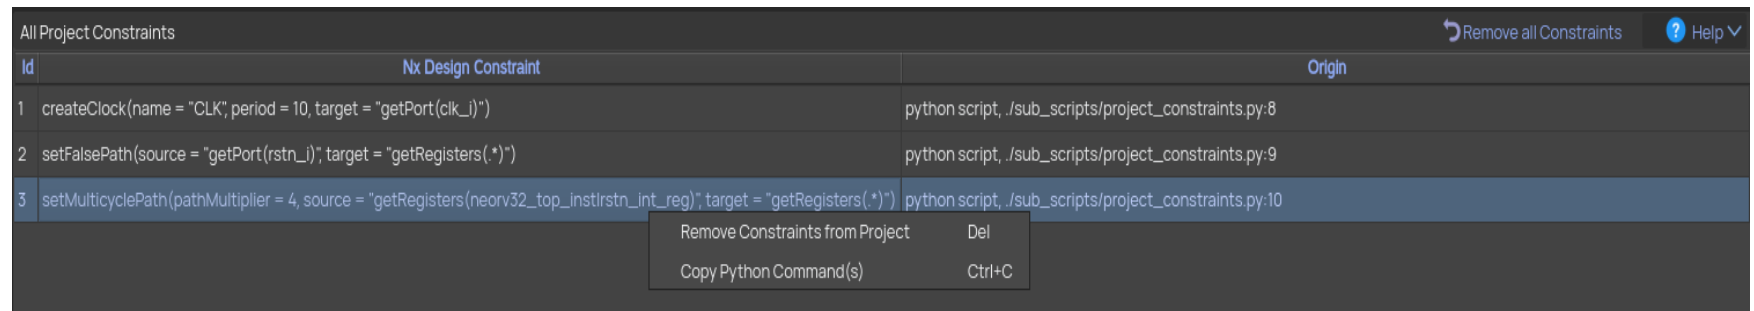 All Project Constraints Remove all Constraints ? Help
Id Nx Design Constraint Origin
1 createClock(name = "CLK", period = 10, target = "getPort(clk_i)") python script, ./sub_scripts/project_constraints.py:8
2 setFalsePath(source = "getPort(rstn_i)", target = "getRegisters(.*)") python script, ./sub_scripts/project_constraints.py:9
3 setMulticyclePath(pathMultiplier = 4, source = "getRegisters(neorv32_top_inst|rstn_int_reg)", target = "getRegisters(.*)") python script, ./sub_scripts/project_constraints.py:10
Remove Constraints from Project Del
Copy Python Command(s) Ctrl+C